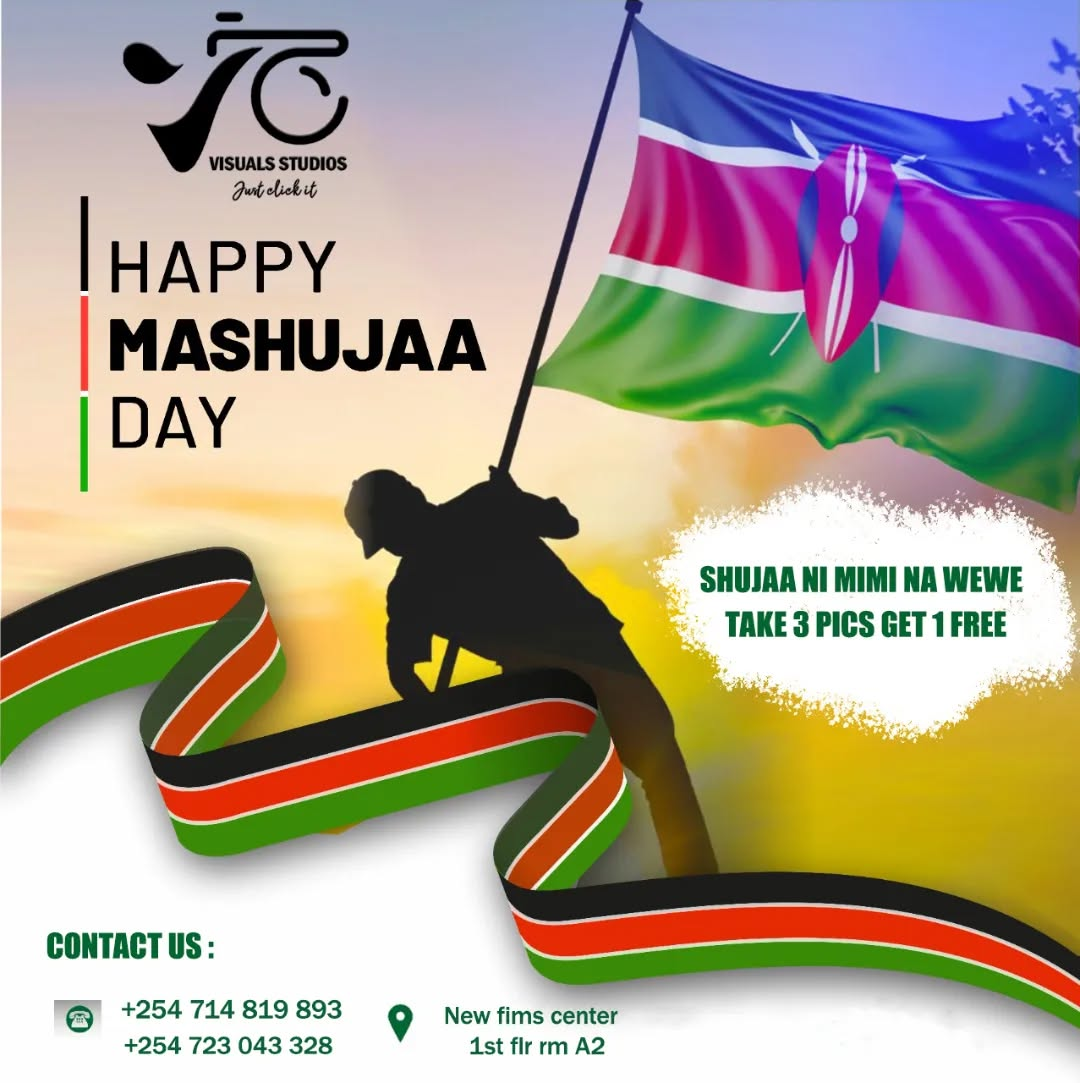 VISUALS STUDIOS
Just click it
HAPPY
MASHUJAA
DAY
SHUJAA NI MIMI NA WEWE
TAKE 3 PICS GET 1 FREE
CONTACT US :
+254 714 819 893
+254 723 043 328
New fims center
1st flr rm A2